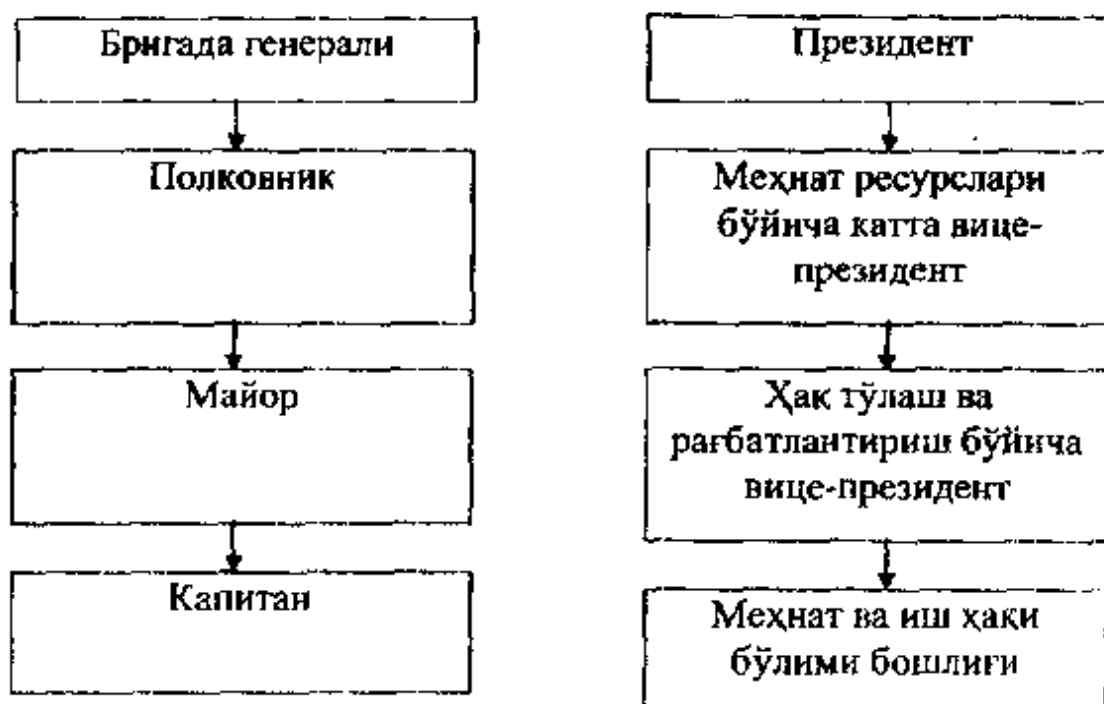 Бригада генерали
Полковник
Майор
Капитан
Президент
Меҳнат ресурслари
бўйича катта вице-
президент
Ҳақ тўлаш ва
рағбатлантириш бўйича
вице-президент
Меҳнат ва иш ҳақи
бўлими бошлиғи